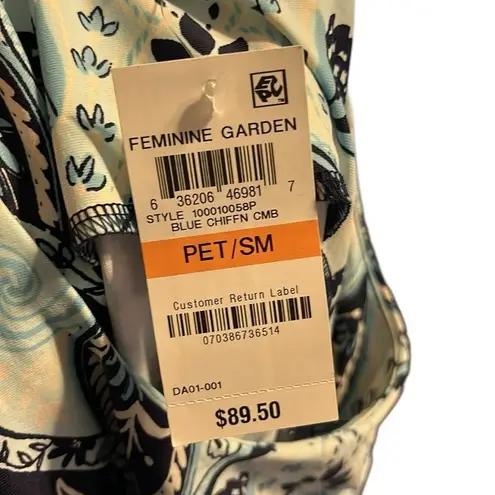 EPC
FEMININE GARDEN
6 36206 46981 7
STYLE 100010058P
BLUE CHIFFN CMB
PET/SM
Customer Return Label
070386736514
DA01-001
$89.50